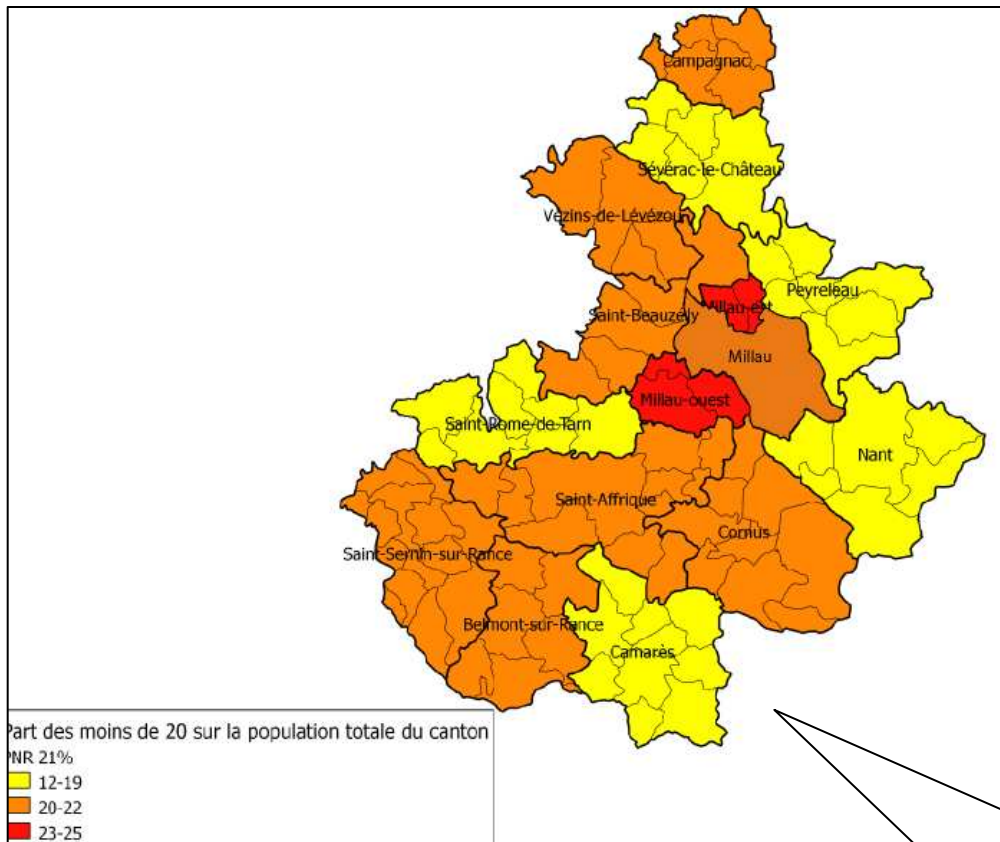 Campagnac
Sévérac-le-Château
Vézins-de-Lévézou
Peyreleau
Millau-est
Saint-Beauzély
Millau
Millau-ouest
Saint-Rome-de-Tarn
Nant
Saint-Affrique
Cornus
Saint-Sernin-sur-Rance
Belmont-sur-Rance
Camarès
Part des moins de 20 sur la population totale du canton
PNR 21%
12-19
20-22
23-25